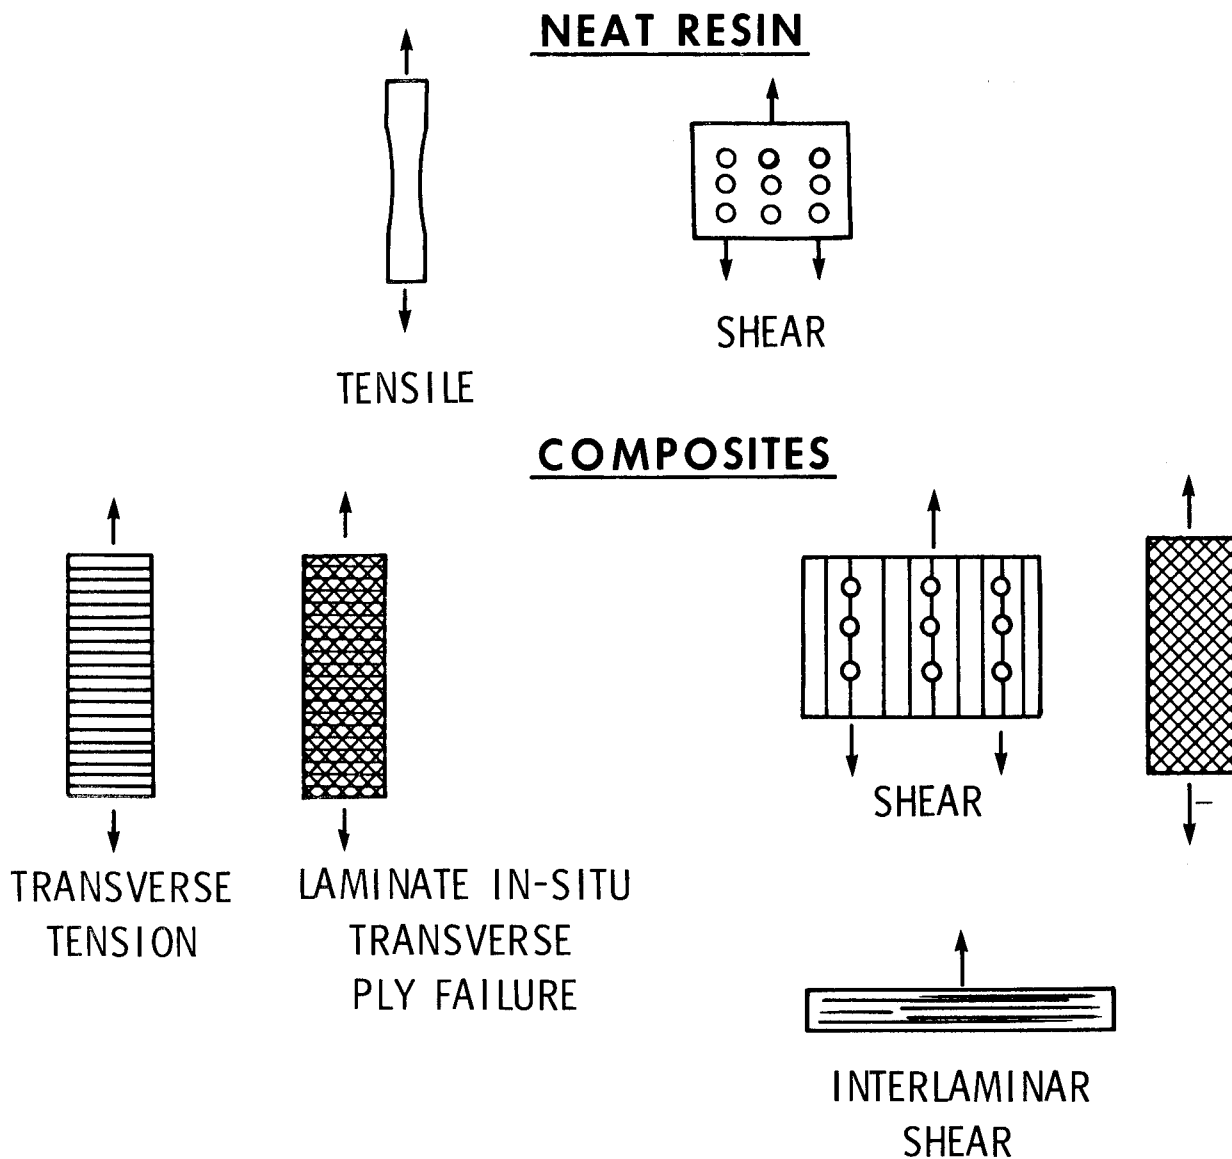 NEAT RESIN
SHEAR
TENSILE
COMPOSITES
SHEAR
TRANSVERSE
TENSION
LAMINATE IN-SITU
TRANSVERSE
PLY FAILURE
INTERLAMINAR
SHEAR